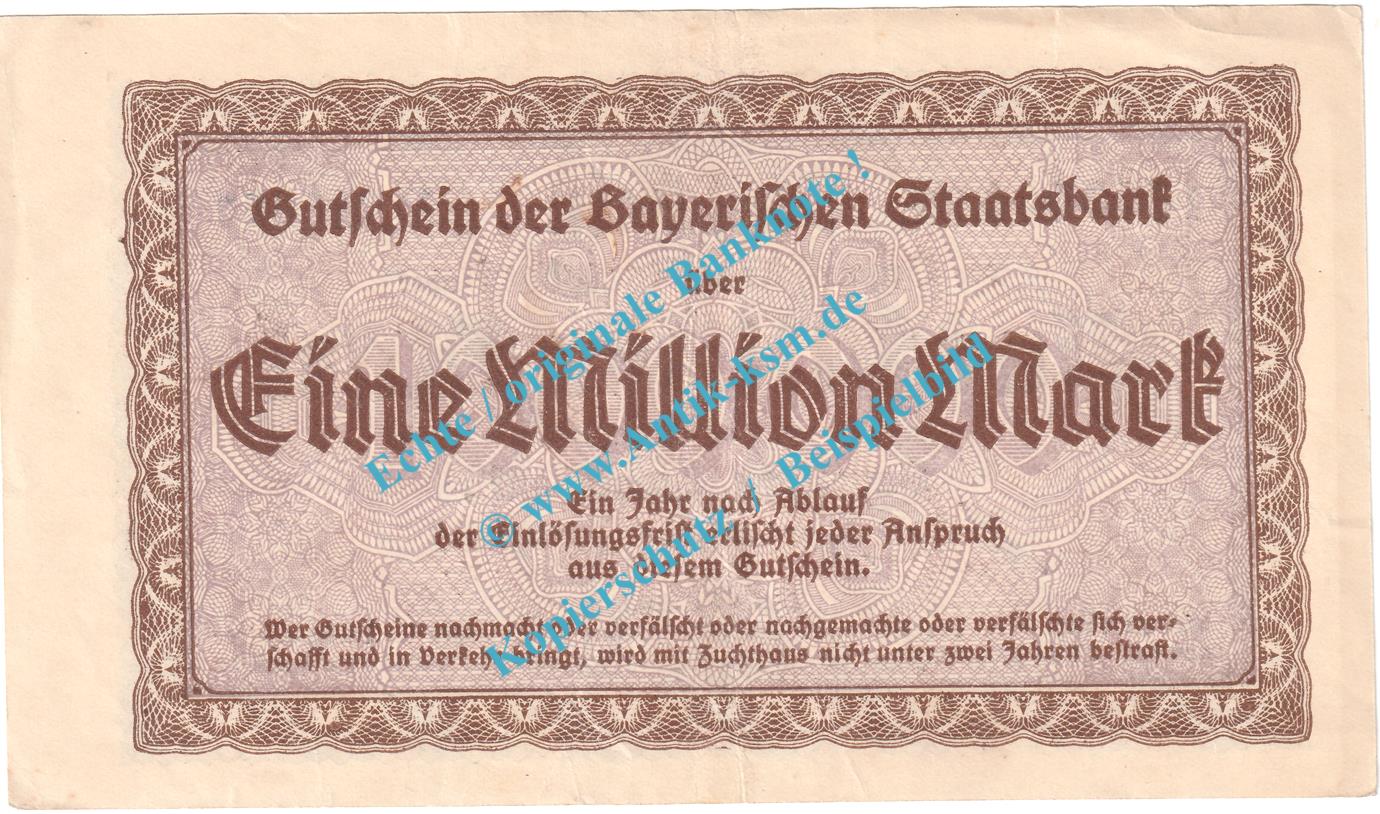 Gutschein der Bayerischen Staatsbank
über
Eine Million Mark
Ein Jahr nach Ablauf
der Einlösungsfrist erlischt jeder Anspruch
aus diesem Gutschein.
Wer Gutscheine nachmacht oder verfälscht oder nachgemachte oder verfälschte sich ver-
schafft und in Verkehr bringt, wird mit Zuchthaus nicht unter zwei Jahren bestraft.
Echte / originale Banknote !
© www.Antik-ksm.de
Kopierschutz / Beispielbild